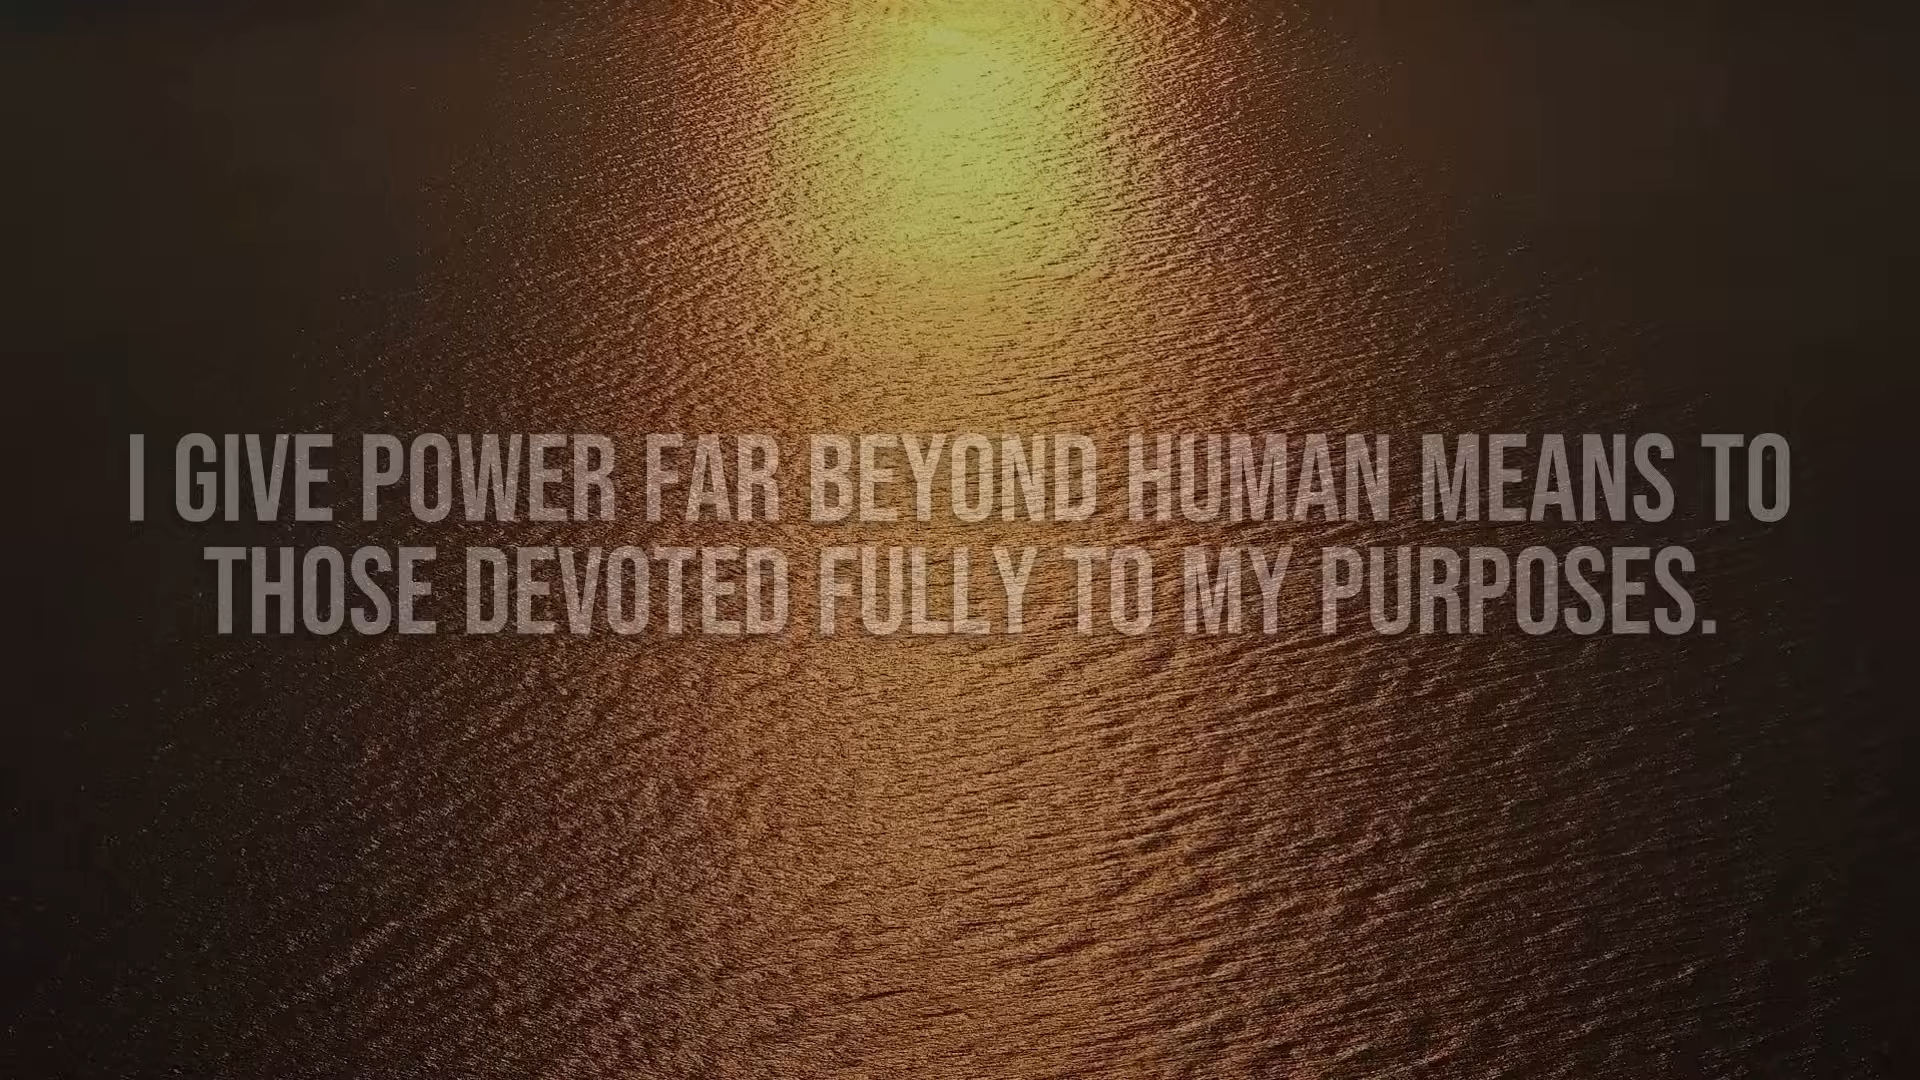 I GIVE POWER FAR BEYOND HUMAN MEANS TO
THOSE DEVOTED FULLY TO MY PURPOSES.